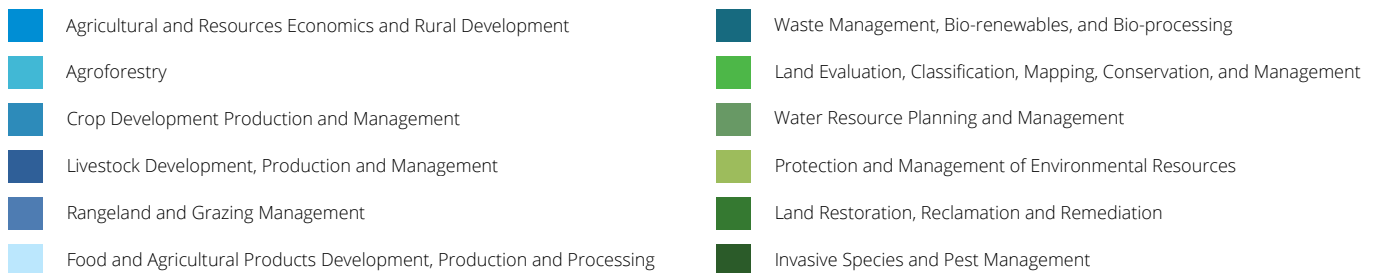 Agricultural and Resources Economics and Rural Development
Agroforestry
Crop Development Production and Management
Livestock Development, Production and Management
Rangeland and Grazing Management
Food and Agricultural Products Development, Production and Processing
Waste Management, Bio-renewables, and Bio-processing
Land Evaluation, Classification, Mapping, Conservation, and Management
Water Resource Planning and Management
Protection and Management of Environmental Resources
Land Restoration, Reclamation and Remediation
Invasive Species and Pest Management